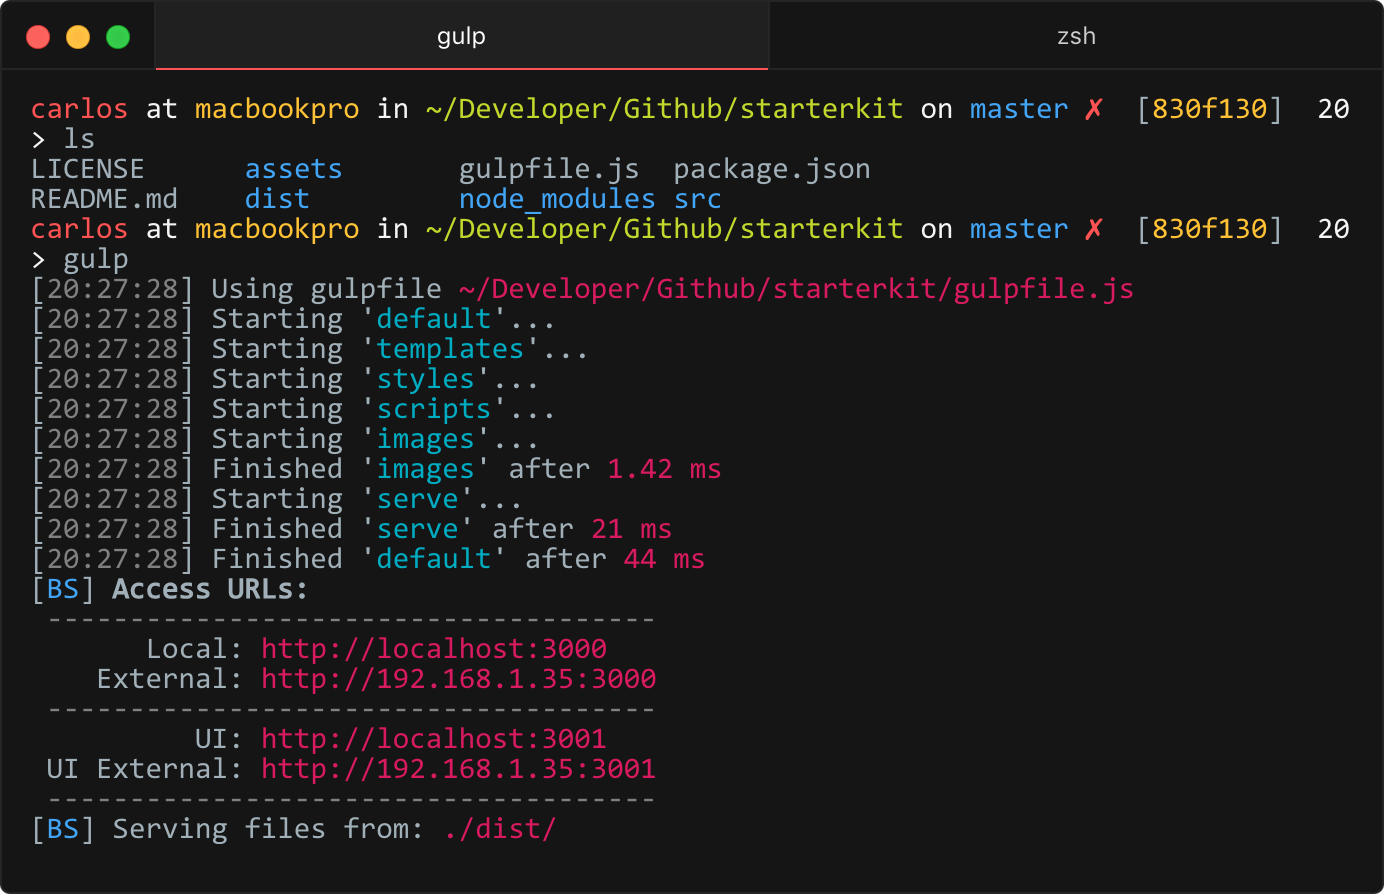 gulp zsh
carlos at macbookpro in ~/Developer/Github/starterkit on master ✗ [830f130] 20
> ls
LICENSE assets gulpfile.js package.json
README.md dist node_modules src
carlos at macbookpro in ~/Developer/Github/starterkit on master ✗ [830f130] 20
> gulp
[20:27:28] Using gulpfile ~/Developer/Github/starterkit/gulpfile.js
[20:27:28] Starting 'default'...
[20:27:28] Starting 'templates'...
[20:27:28] Starting 'styles'...
[20:27:28] Starting 'scripts'...
[20:27:28] Starting 'images'...
[20:27:28] Finished 'images' after 1.42 ms
[20:27:28] Starting 'serve'...
[20:27:28] Finished 'serve' after 21 ms
[20:27:28] Finished 'default' after 44 ms
[BS] Access URLs:
-------------------------------------
Local: http://localhost:3000
External: http://192.168.1.35:3000
-------------------------------------
UI: http://localhost:3001
UI External: http://192.168.1.35:3001
-------------------------------------
[BS] Serving files from: ./dist/